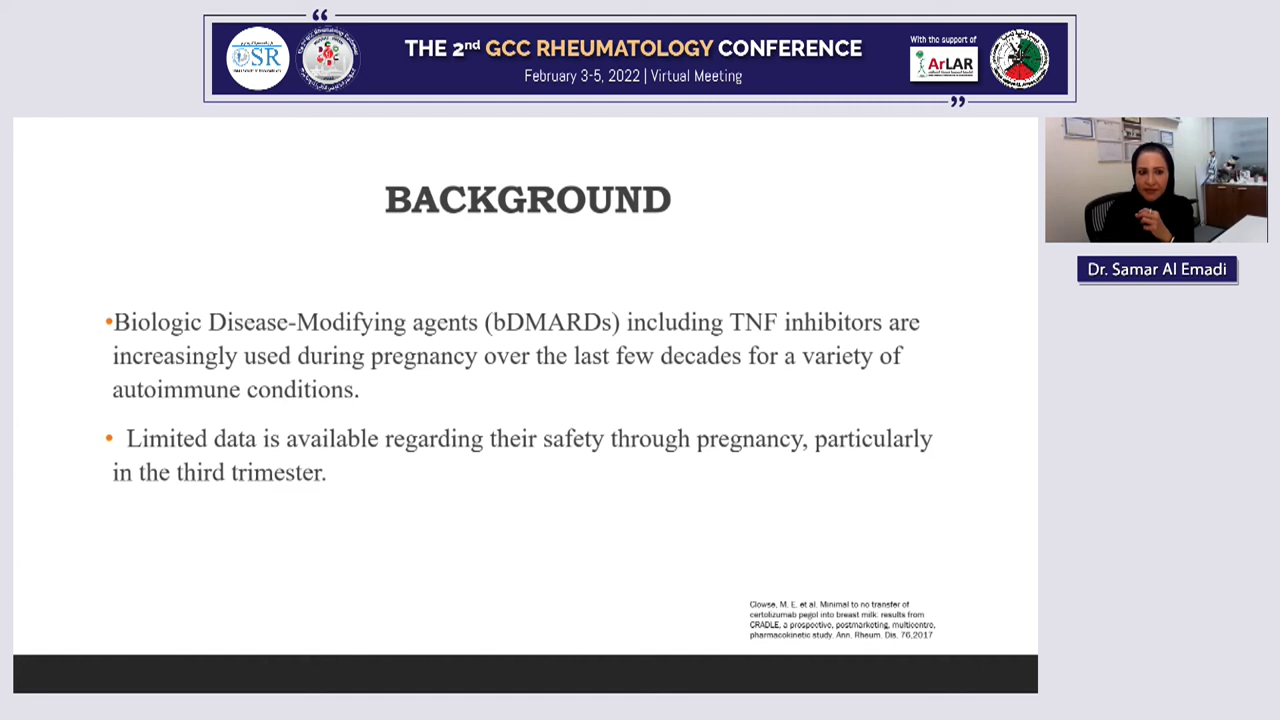 THE 2nd GCC RHEUMATOLOGY CONFERENCE
February 3-5, 2022 | Virtual Meeting
With the support of
OSR
ArLAR
BACKGROUND
Dr. Samar Al Emadi
•Biologic Disease-Modifying agents (bDMARDs) including TNF inhibitors are
increasingly used during pregnancy over the last few decades for a variety of
autoimmune conditions.
• Limited data is available regarding their safety through pregnancy, particularly
in the third trimester.
Clowse, M. E. et al. Minimal to no transfer of
certolizumab pegol into breast milk: results from
CRADLE, a prospective, postmarketing, multicentre,
pharmacokinetic study. Ann. Rheum. Dis. 76,2017